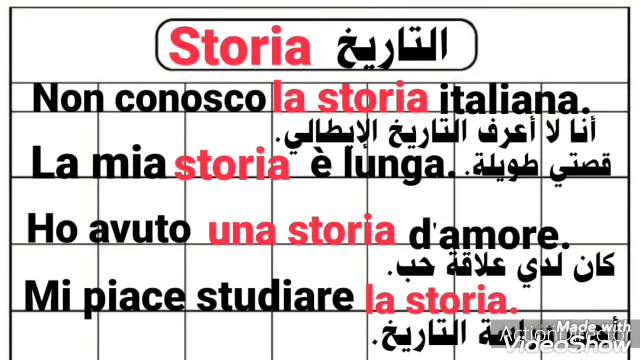 Storia التاريخ
Non conosco la storia italiana.
أنا لا أعرف التاريخ الإيطالي.
La mia storia è lunga. قصتي طويلة.
Ho avuto una storia d'amore.
كان لدي علاقة حب.
Mi piace studiare la storia.
التاريخ.
Made with
VideoShow